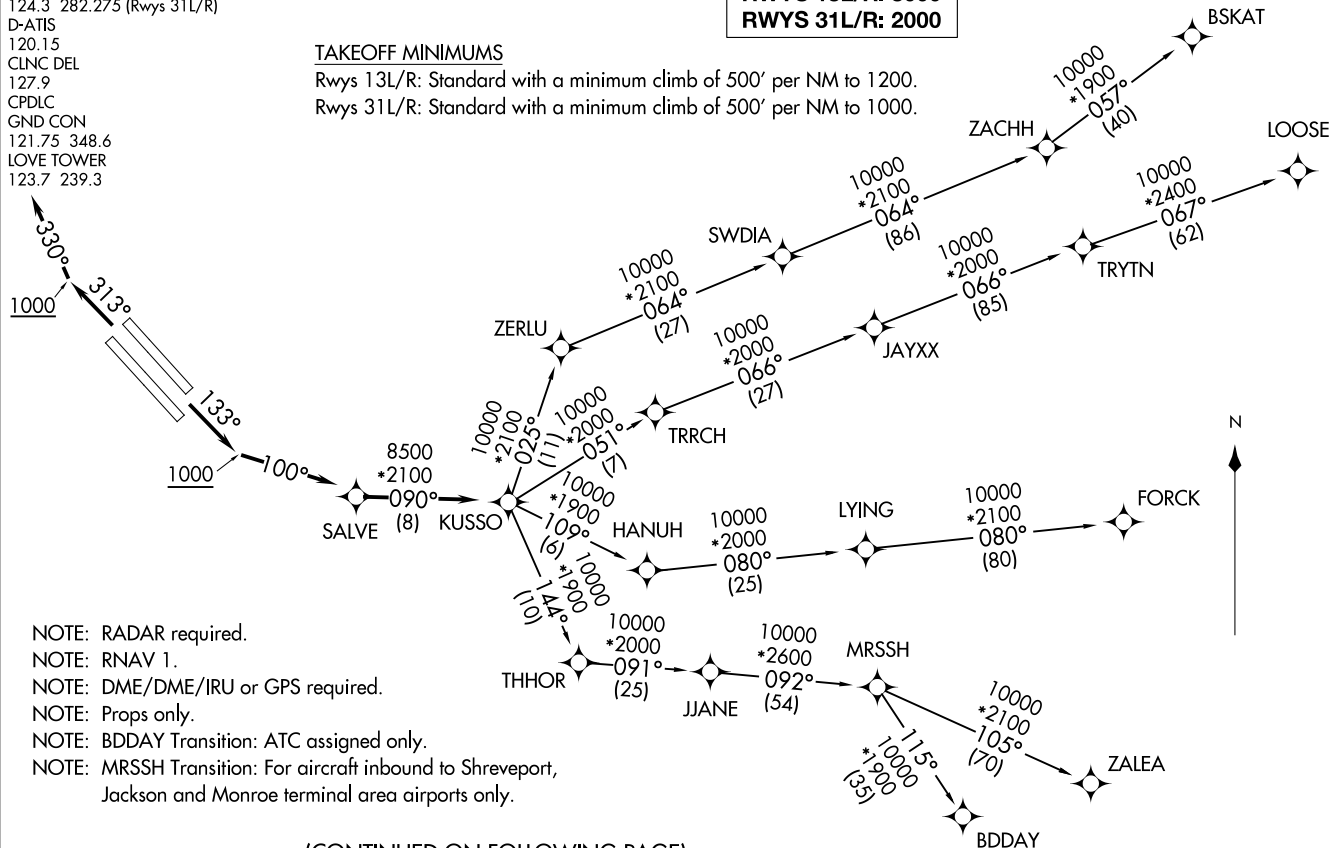 124.3 282.275 (Rwys 31L/R)
D-ATIS
120.15
CLNC DEL
127.9
CPDLC
GND CON
121.75 348.6
LOVE TOWER
123.7 239.3
RWYS 31L/R: 2000
TAKEOFF MINIMUMS
Rwys 13L/R: Standard with a minimum climb of 500' per NM to 1200.
Rwys 31L/R: Standard with a minimum climb of 500' per NM to 1000.
BSKAT
10000
*1900
057°
(40)
ZACHH
LOOSE
10000
*2100
064°
(86)
10000
*2400
067°
(62)
SWDIA
TRYTN
10000
*2000
066°
(85)
10000
*2100
064°
(27)
330°
1000
313°
ZERLU
JAYXX
10000
*2000
066°
(27)
133°
1000
100°
10000
*2100
025°
(11)
10000
*2000
051°
(7)
TRRCH
N
8500
*2100
090°
(8)
SALVE
KUSSO
10000
*1900
109°
(6)
HANUH
10000
*2000
080°
(25)
LYING
10000
*2100
080°
(80)
FORCK
10000
*1900
144°
(10)
THHOR
10000
*2000
091°
(25)
JJANE
10000
*2600
092°
(54)
MRSSH
10000
*2100
105°
(70)
ZALEA
115°
10000
*1900
(35)
BDDAY
NOTE: RADAR required.
NOTE: RNAV 1.
NOTE: DME/DME/IRU or GPS required.
NOTE: Props only.
NOTE: BDDAY Transition: ATC assigned only.
NOTE: MRSSH Transition: For aircraft inbound to Shreveport,
Jackson and Monroe terminal area airports only.
(CONTINUED ON FOLLOWING PAGE)